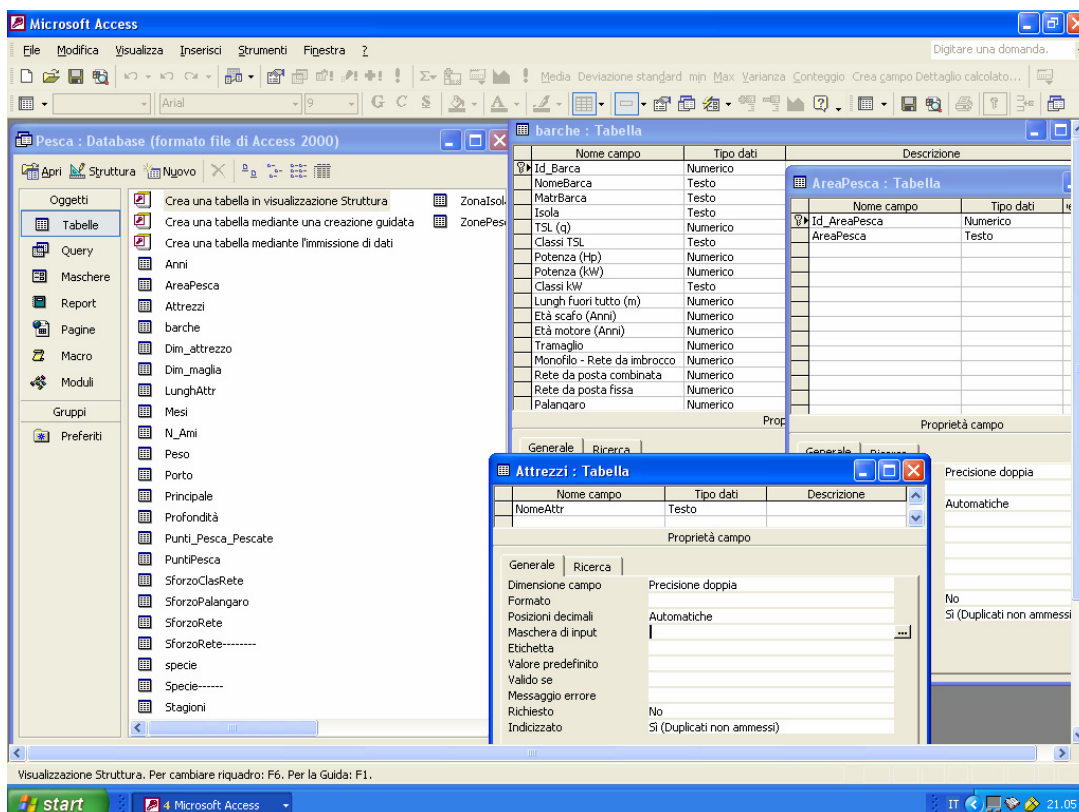 Microsoft Access
File Modifica Visualizza Inserisci Strumenti Finestra ?
Digitare una domanda.
Media Deviazione standard min Max Varianza Conteggio Crea campo Dettaglio calcolato...
Arial 9 G C S
Pesca : Database (formato file di Access 2000)
Apri Struttura Nuovo
Oggetti
Tabelle
Query
Maschere
Report
Pagine
Macro
Moduli
Gruppi
Preferiti
Crea una tabella in visualizzazione Struttura
Crea una tabella mediante una creazione guidata
Crea una tabella mediante l'immissione di dati
Anni
AreaPesca
Attrezzi
barche
Dim_attrezzo
Dim_maglia
LunghAttr
Mesi
N_Ami
Peso
Porto
Principale
Profondità
Punti_Pesca_Pescate
PuntiPesca
SforzoClasRete
SforzoPalangaro
SforzoRete
SforzoRete--------
specie
Specie------
Stagioni
ZonaIsol
ZonePes
barche : Tabella
Nome campo Tipo dati Descrizione
Id_Barca Numerico
NomeBarca Testo
MatrBarca Testo
Isola Testo
TSL (q) Numerico
Classi TSL Testo
Potenza (Hp) Numerico
Potenza (kW) Numerico
Classi kW Testo
Lungh fuori tutto (m) Numerico
Età scafo (Anni) Numerico
Età motore (Anni) Numerico
Tramaglio Numerico
Monofilo - Rete da imbrocco Numerico
Rete da posta combinata Numerico
Rete da posta fissa Numerico
Palangaro Numerico
Prop
Generale Ricerca
AreaPesca : Tabella
Nome campo Tipo dati
Id_AreaPesca Numerico
AreaPesca Testo
Proprietà campo
Generale Ricerca
Precisione doppia
Automatiche
No
Sì (Duplicati non ammessi
Attrezzi : Tabella
Nome campo Tipo dati Descrizione
NomeAttr Testo
Proprietà campo
Generale Ricerca
Dimensione campo Precisione doppia
Formato
Posizioni decimali Automatiche
Maschera di input ...
Etichetta
Valore predefinito
Valido se
Messaggio errore
Richiesto No
Indicizzato Sì (Duplicati non ammessi)
Visualizzazione Struttura. Per cambiare riquadro: F6. Per la Guida: F1.
start 4 Microsoft Access IT 21.05